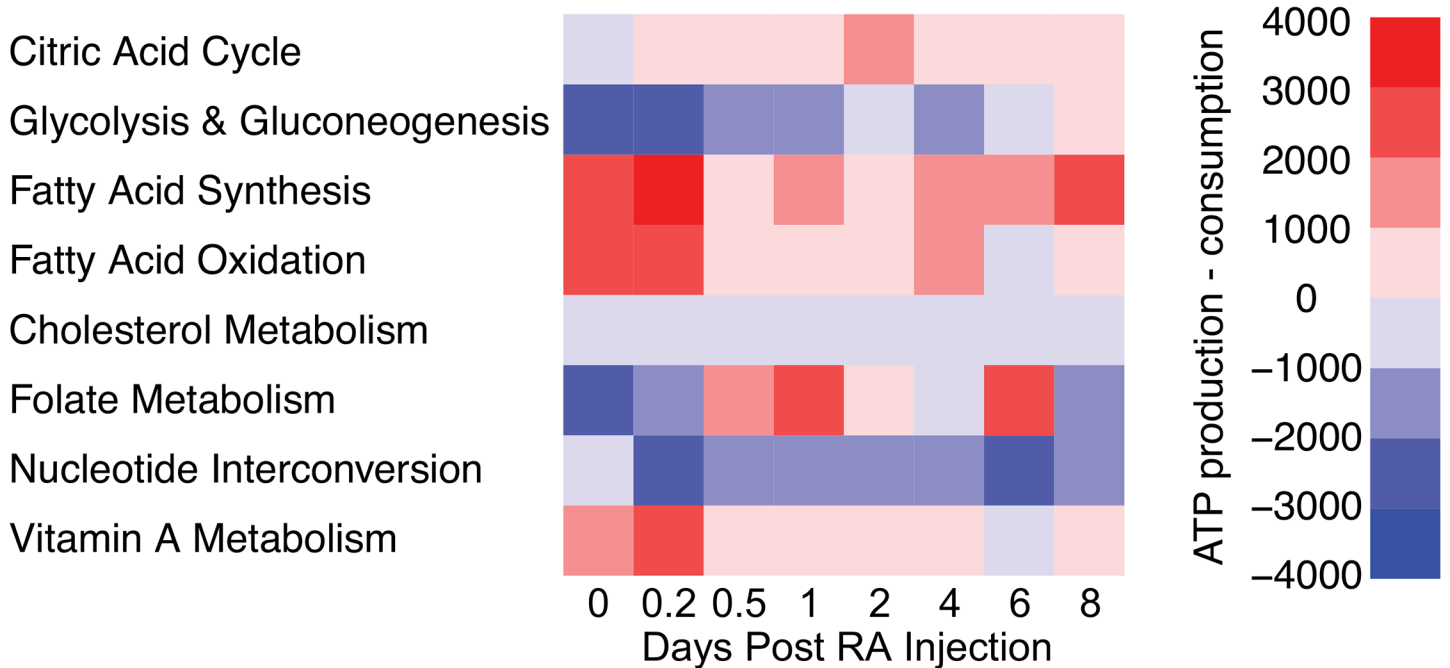 Citric Acid Cycle
Glycolysis & Gluconeogenesis
Fatty Acid Synthesis
Fatty Acid Oxidation
Cholesterol Metabolism
Folate Metabolism
Nucleotide Interconversion
Vitamin A Metabolism
0 0.2 0.5 1 2 4 6 8
Days Post RA Injection
ATP production - consumption
4000
3000
2000
1000
0
−1000
−2000
−3000
−4000